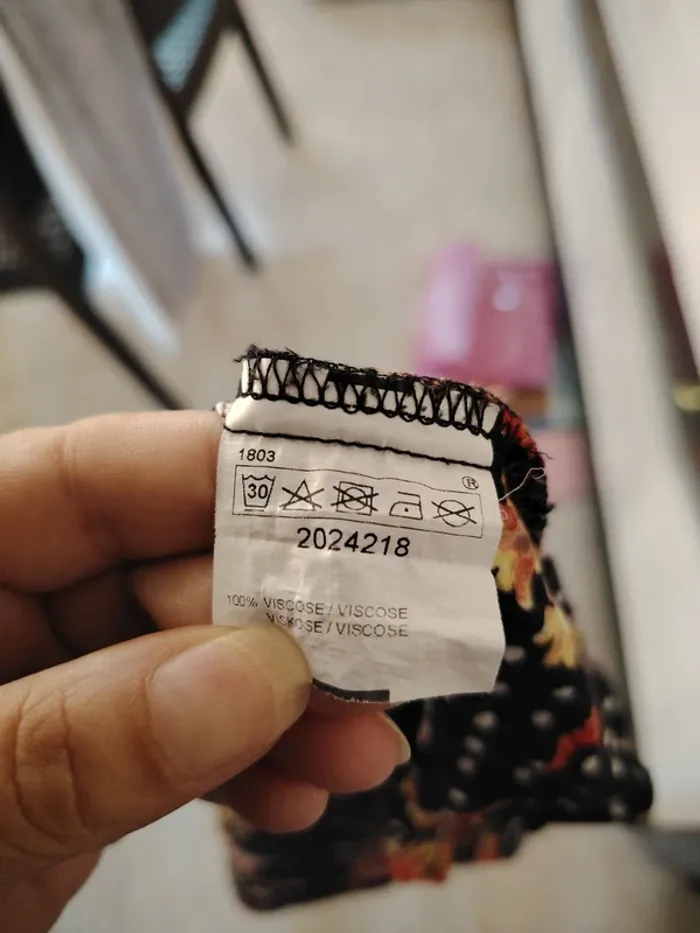 1803
®
30
2024218
100% VISCOSE / VISCOSE
VISKOSE / VISCOSE